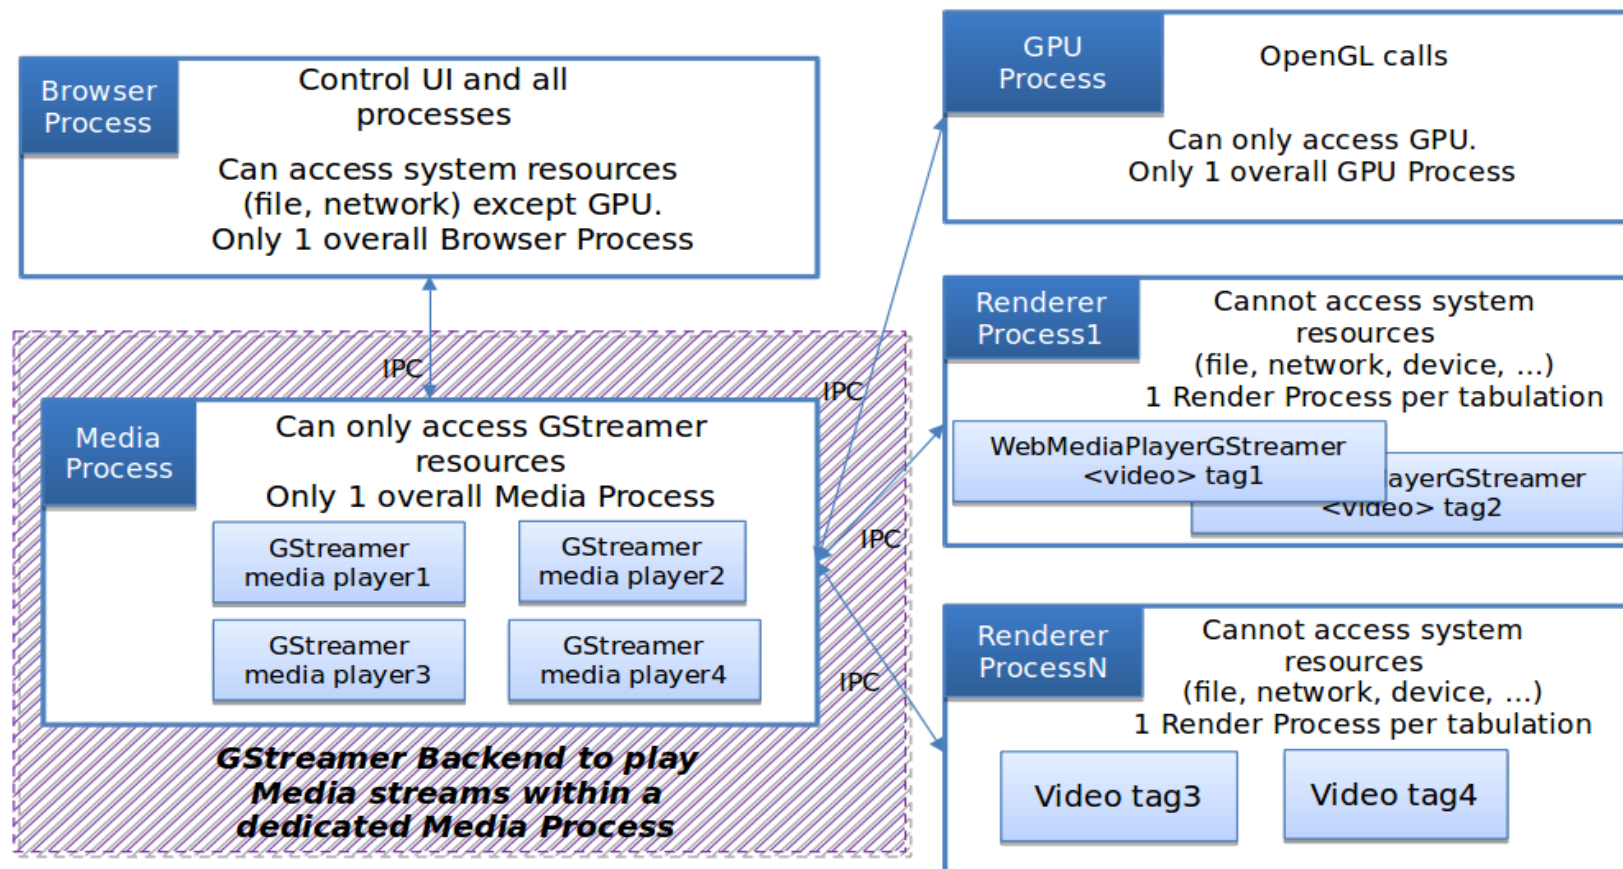 Browser
Process
Control UI and all
processes
Can access system resources
(file, network) except GPU.
Only 1 overall Browser Process
GPU
Process
OpenGL calls
Can only access GPU.
Only 1 overall GPU Process
IPC
IPC
IPC
IPC
Media
Process
Can only access GStreamer
resources
Only 1 overall Media Process
GStreamer
media player1
GStreamer
media player2
GStreamer
media player3
GStreamer
media player4
GStreamer Backend to play
Media streams within a
dedicated Media Process
Renderer
Process1
Cannot access system
resources
(file, network, device, ...)
1 Render Process per tabulation
WebMediaPlayerGStreamer
<video> tag1
ayerGStreamer
<video> tag2
Renderer
ProcessN
Cannot access system
resources
(file, network, device, ...)
1 Render Process per tabulation
Video tag3
Video tag4